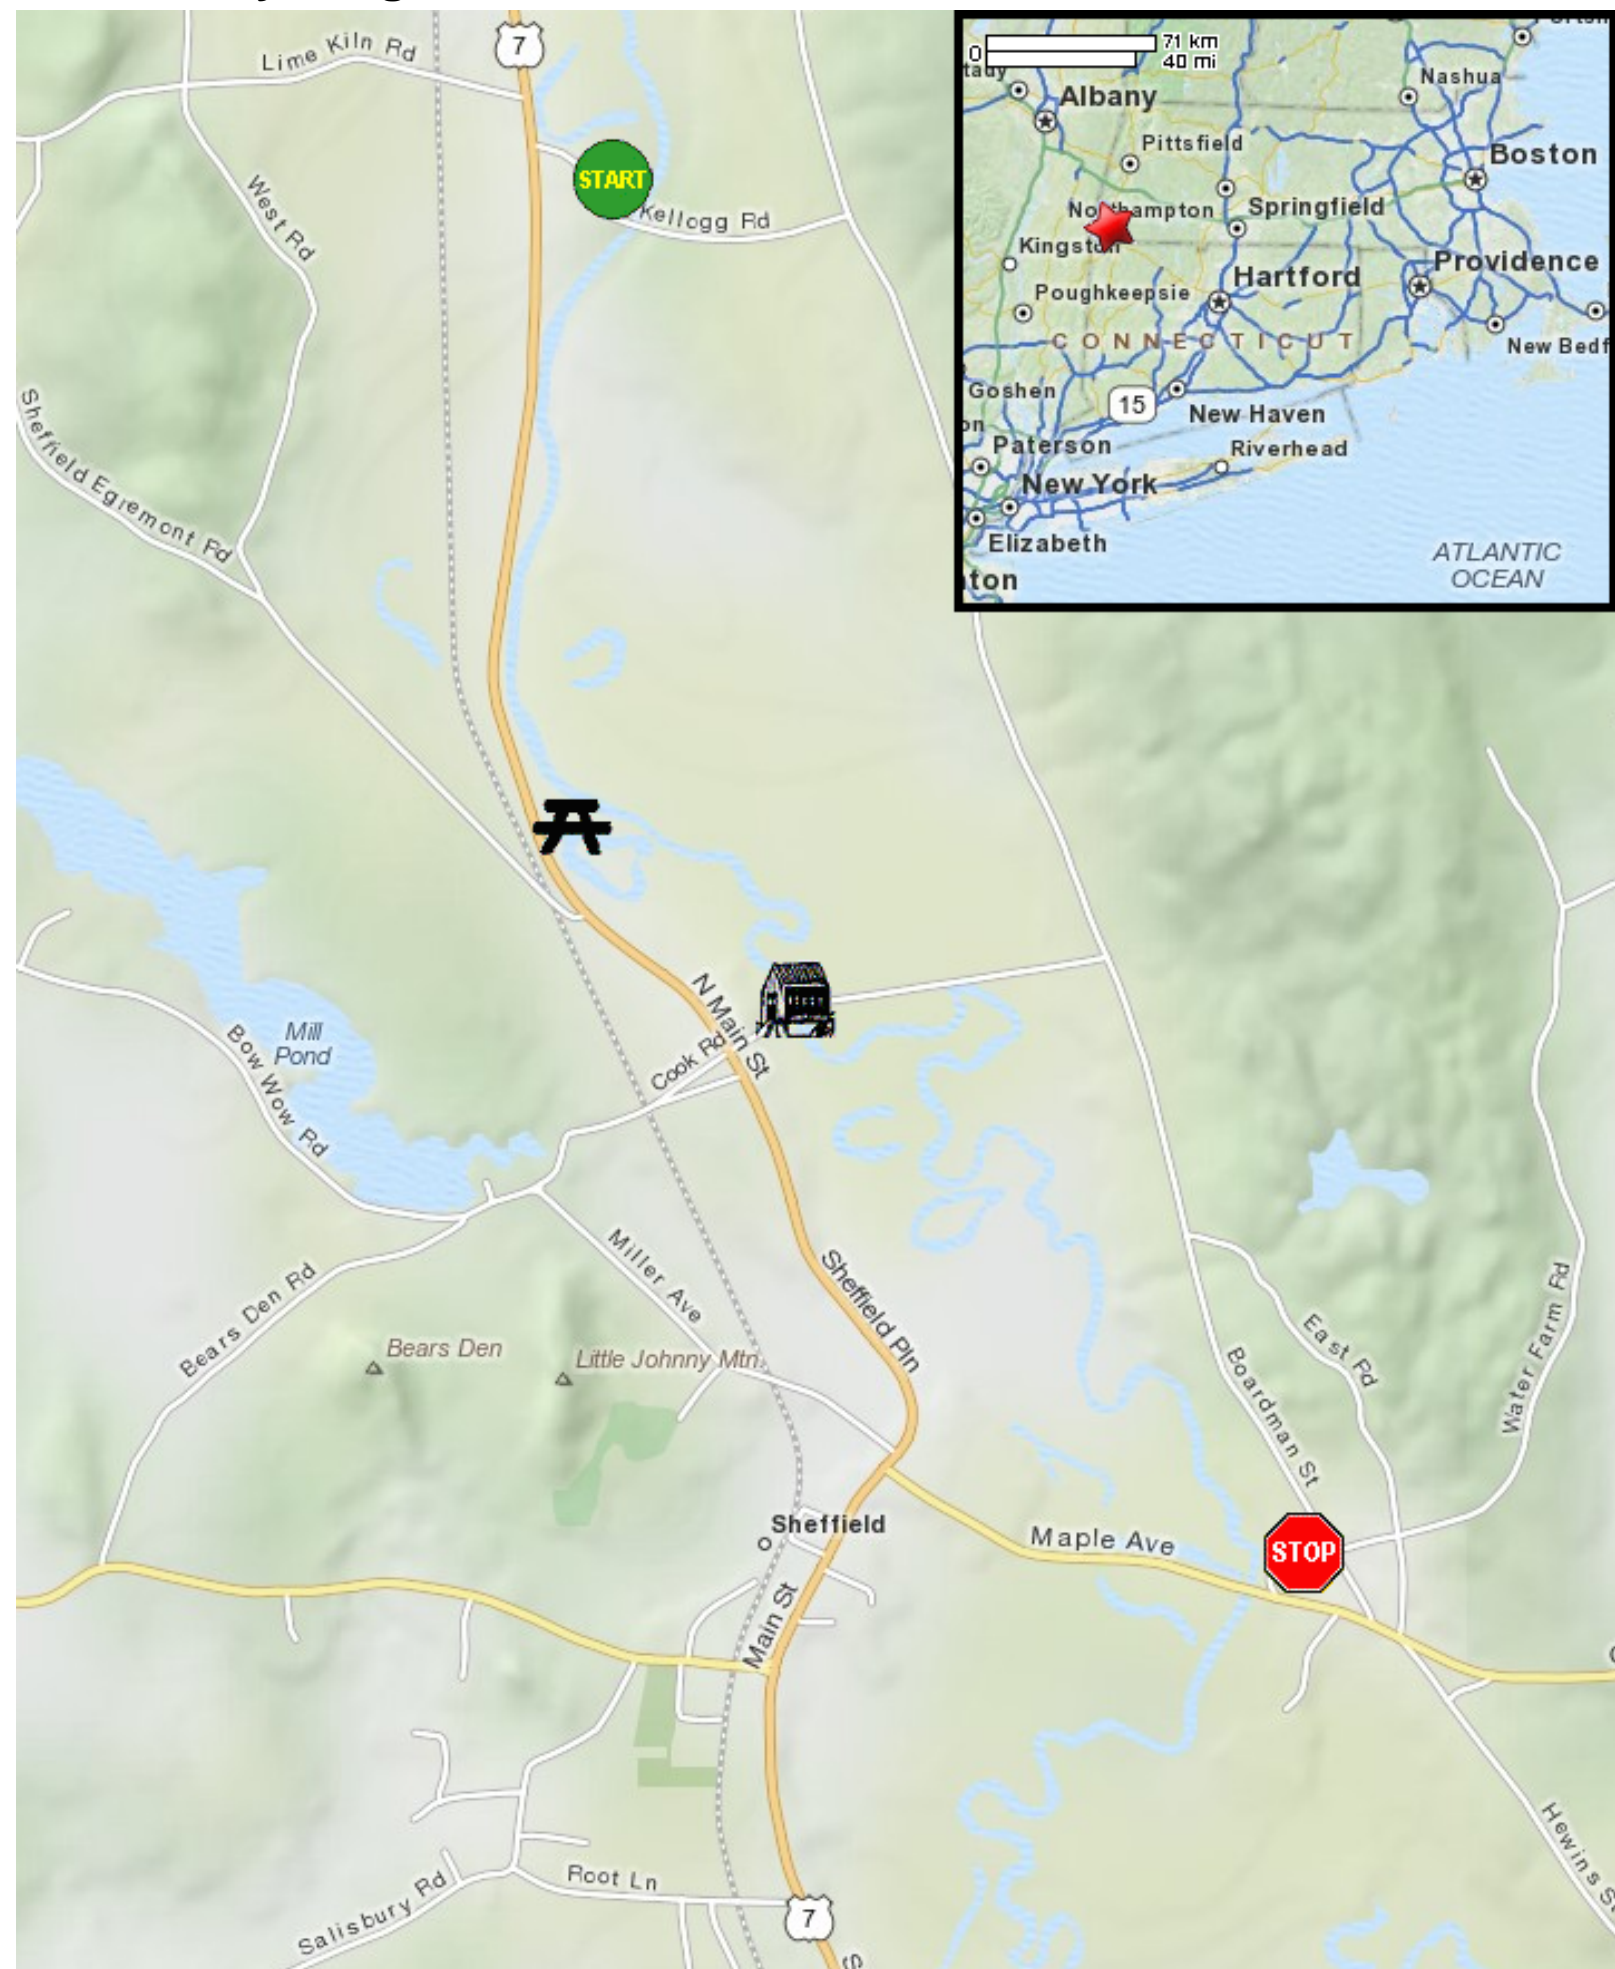 7
Lime Kiln Rd
START
Kellogg Rd
West Rd
Sheffield Egremont Rd
0
71 km
40 mi
Nashua
Albany
Pittsfield
Boston
Northampton
Springfield
Kingston
Providence
Hartford
Poughkeepsie
CONNECTICUT
New Bedf
Goshen
15
New Haven
Paterson
Riverhead
New York
Elizabeth
ATLANTIC
OCEAN
ton
N Main St
Cook Rd
Mill
Pond
Bow Wow Rd
Miller Ave
Sheffield Pln
Bears Den Rd
Bears Den
Little Johnny Mtn.
East Rd
Water Farm Rd
Boardman St
Sheffield
Maple Ave
STOP
Main St
Root Ln
Salisbury Rd
7
Hewins S